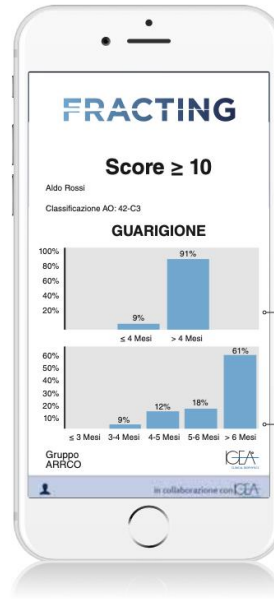 FRACTING
Score ≥ 10
Aldo Rossi
Classificazione AO: 42-C3
GUARIGIONE
100%
80%
60%
40%
20%
9%
91%
≤ 4 Mesi > 4 Mesi
60%
50%
40%
30%
20%
10%
9%
12%
18%
61%
≤ 3 Mesi 3-4 Mesi 4-5 Mesi 5-6 Mesi > 6 Mesi
Gruppo
ARRCO
IGEA
in collaborazione con IGEA